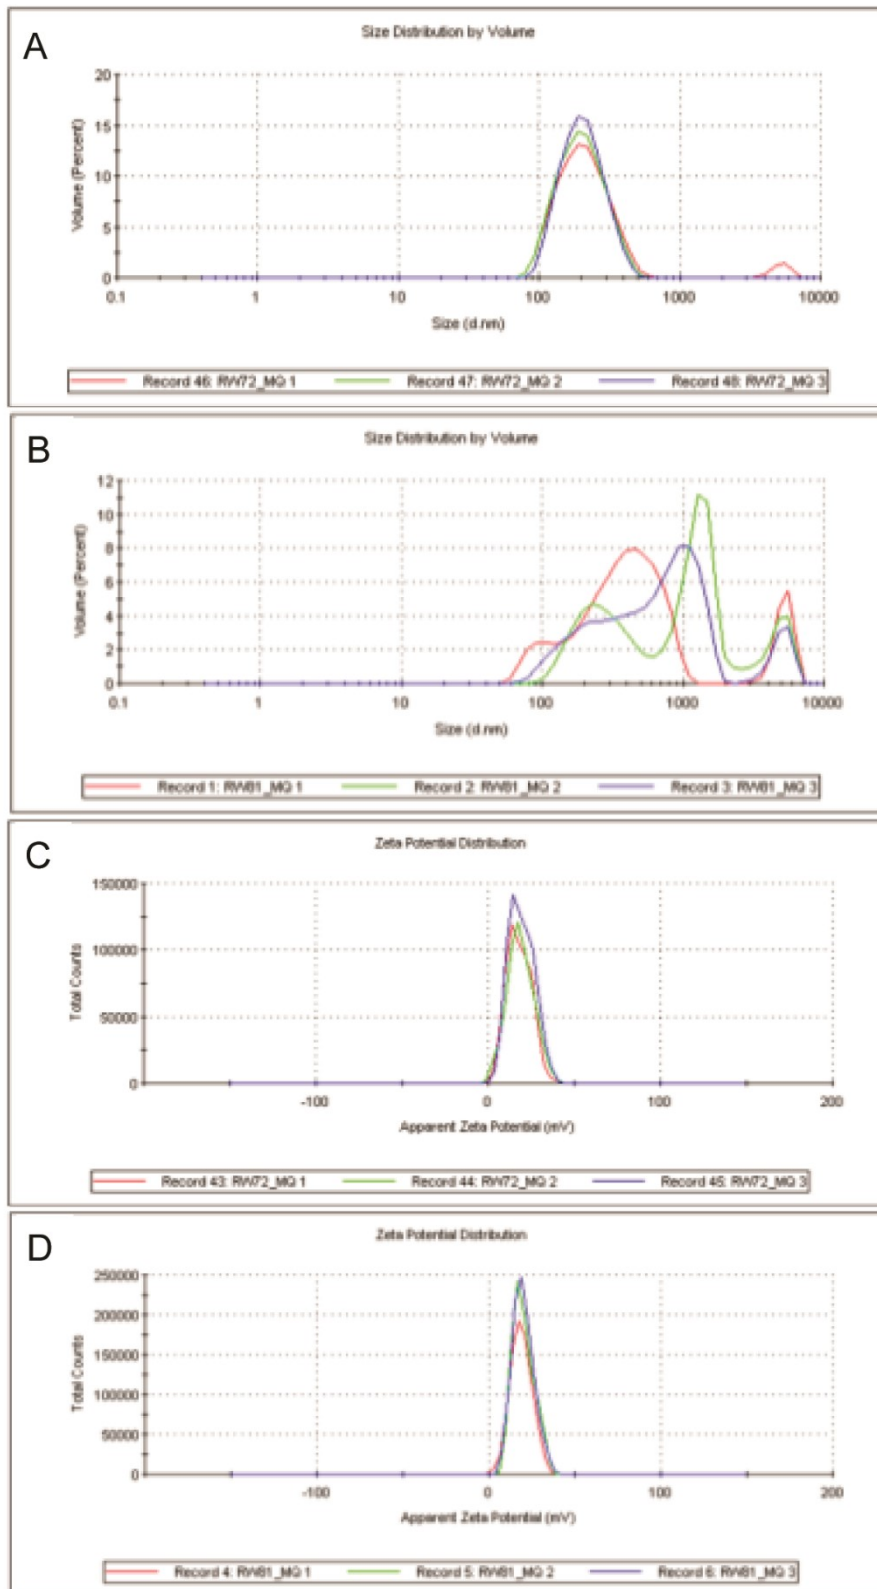 A
Size Distribution by Volume
20
15
10
5
0
Volume (Percent)
0.1 1 10 100 1000 10000
Size (d.nm)
Record 46: RW72_MQ 1 Record 47: RW72_MQ 2 Record 48: RW72_MQ 3
B
Size Distribution by Volume
12
10
8
6
4
2
0
Volume (Percent)
0.1 1 10 100 1000 10000
Size (d.nm)
Record 1: RW81_MQ 1 Record 2: RW81_MQ 2 Record 3: RW81_MQ 3
C
Zeta Potential Distribution
150000
100000
50000
0
Total Counts
-100 0 100 200
Apparent Zeta Potential (mV)
Record 43: RW72_MQ 1 Record 44: RW72_MQ 2 Record 45: RW72_MQ 3
D
Zeta Potential Distribution
250000
200000
150000
100000
50000
0
Total Counts
-100 0 100 200
Apparent Zeta Potential (mV)
Record 4: RW81_MQ 1 Record 5: RW81_MQ 2 Record 6: RW81_MQ 3